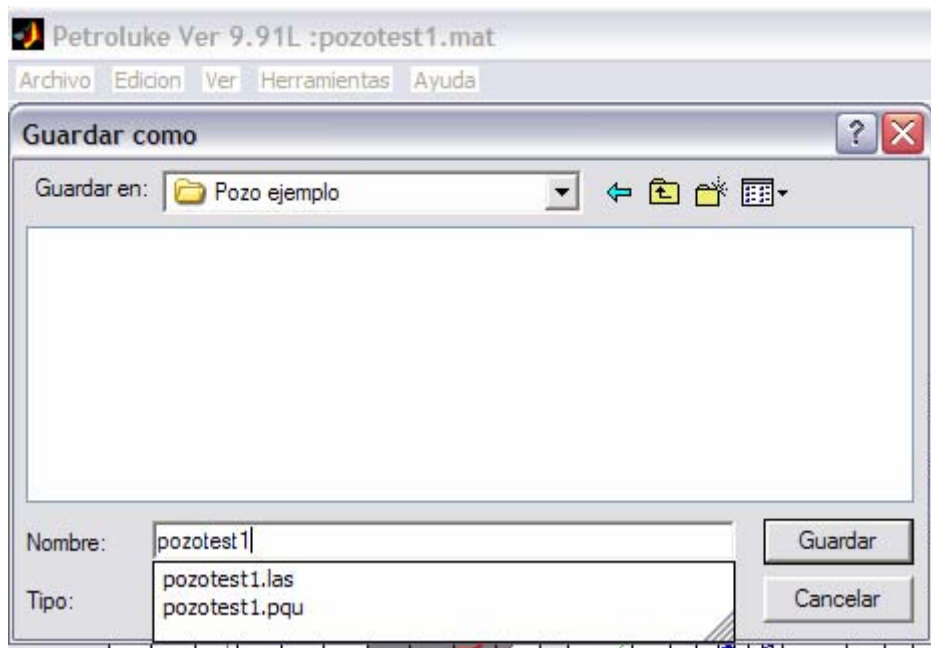 Petroluke Ver 9.91L :pozotest1.mat
Archivo Edicion Ver Herramientas Ayuda
Guardar como
Guardar en: Pozo ejemplo
Nombre: pozotest1 Guardar
pozotest1.las
pozotest1.pqu
Tipo: Cancelar